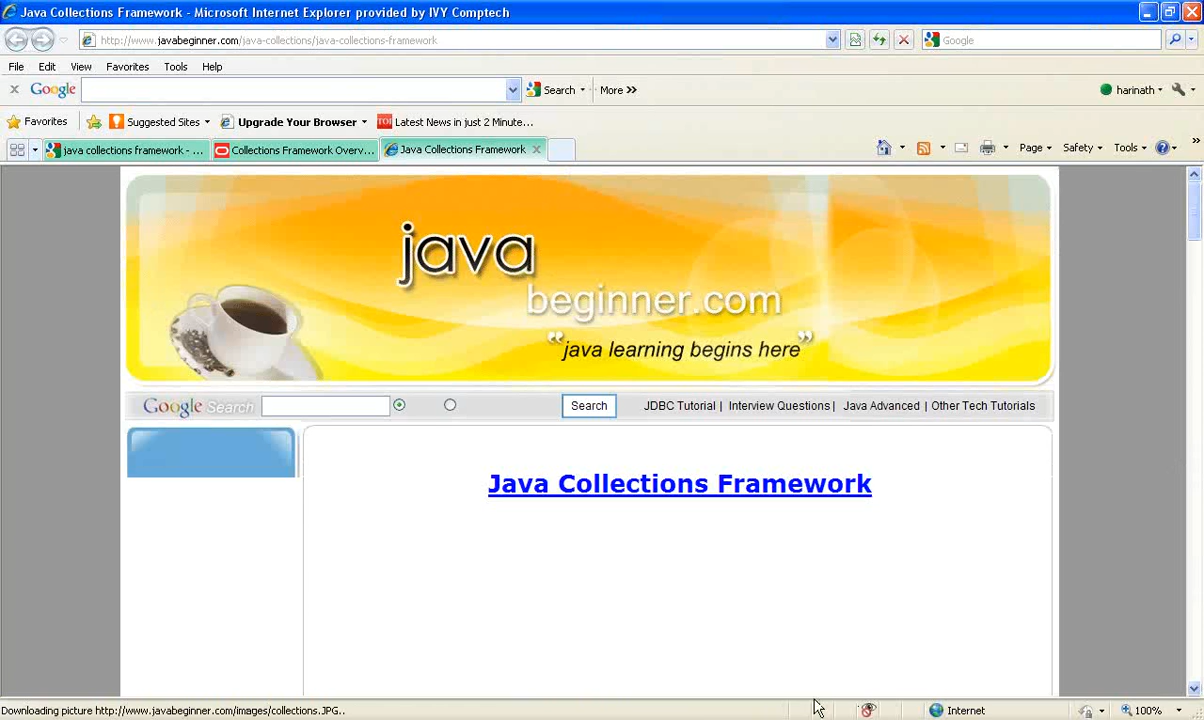 Java Collections Framework - Microsoft Internet Explorer provided by IVY Comptech
http://www.javabeginner.com/java-collections/java-collections-framework
Google
File Edit View Favorites Tools Help
Google Search More >> harinath
Favorites Suggested Sites Upgrade Your Browser TOI Latest News in just 2 Minute...
java collections framework - ... Collections Framework Overv... Java Collections Framework Page Safety Tools
java
beginner.com
"java learning begins here"
Google Search Search JDBC Tutorial | Interview Questions | Java Advanced | Other Tech Tutorials
Java Collections Framework
Downloading picture http://www.javabeginner.com/images/collections.JPG.. Internet 100%